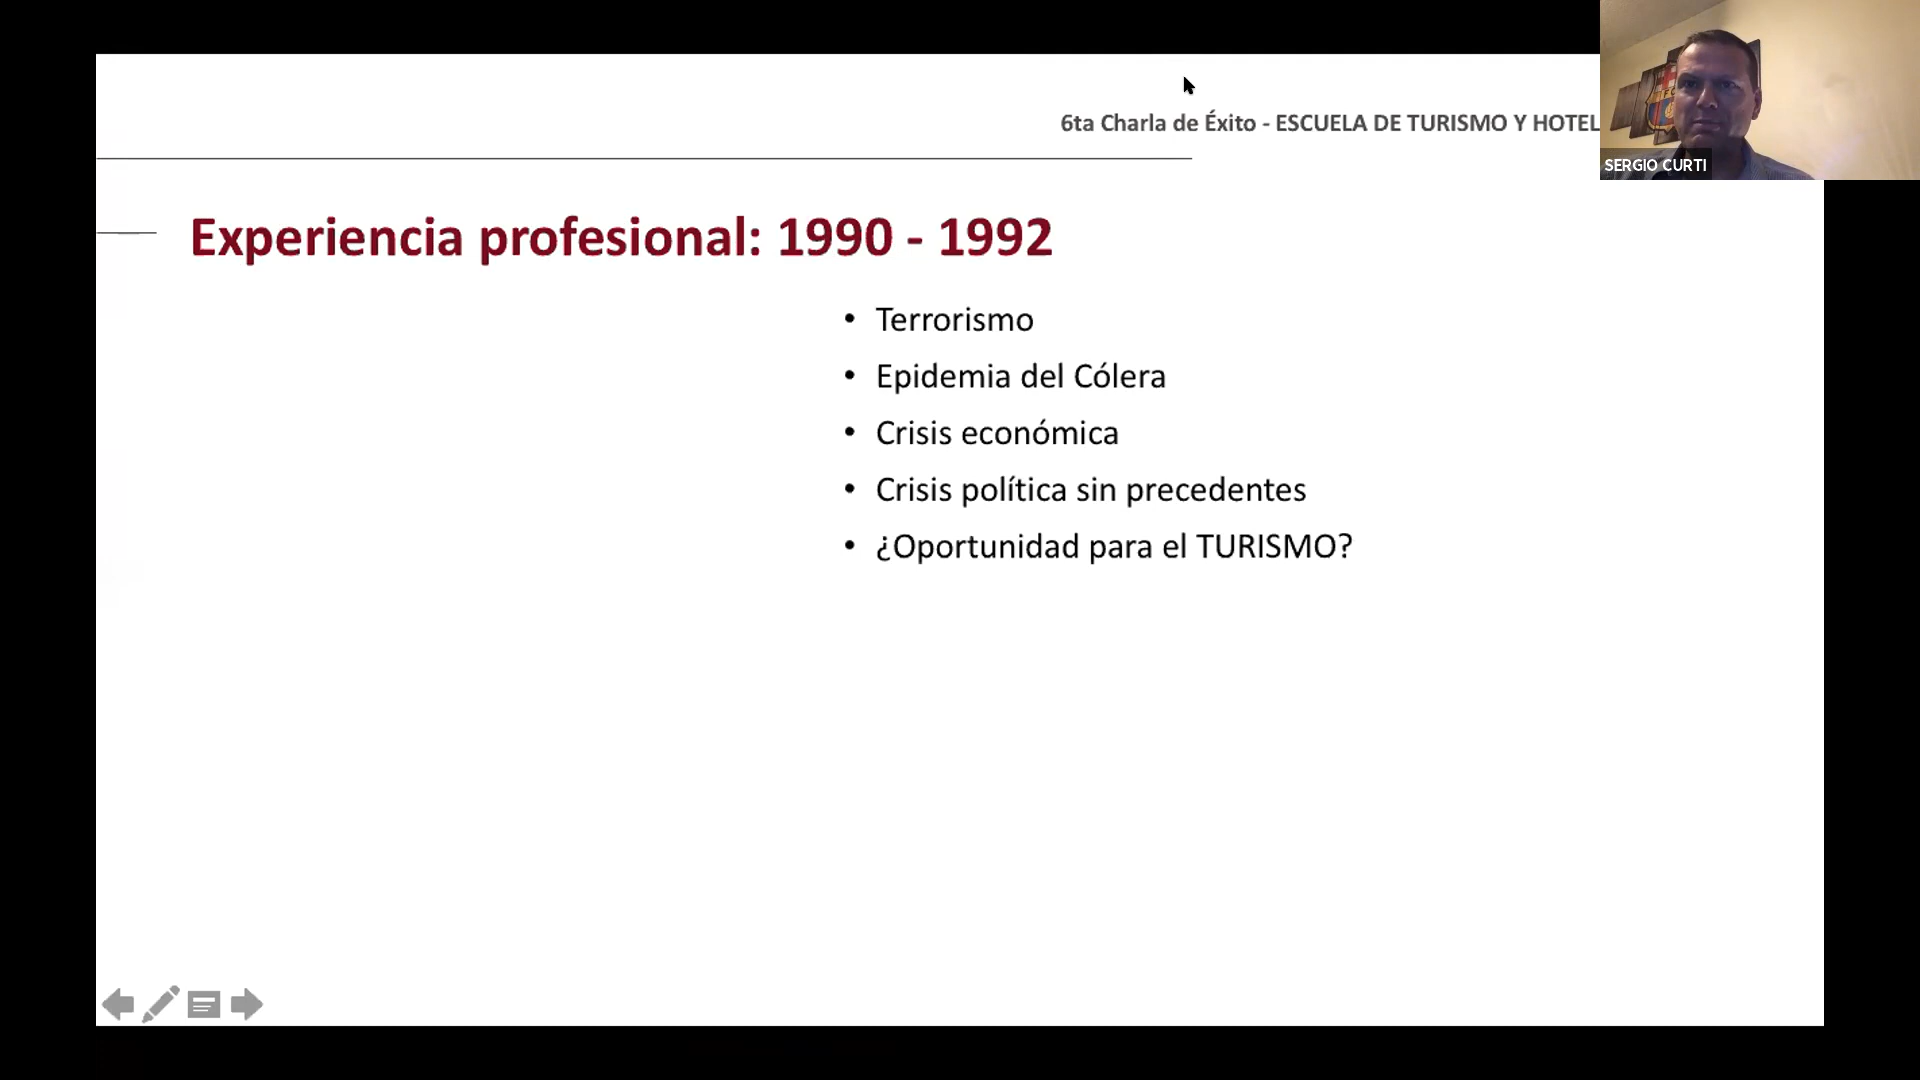 6ta Charla de Éxito - ESCUELA DE TURISMO Y HOTEL
SERGIO CURTI
Experiencia profesional: 1990 - 1992
• Terrorismo
• Epidemia del Cólera
• Crisis económica
• Crisis política sin precedentes
• ¿Oportunidad para el TURISMO?